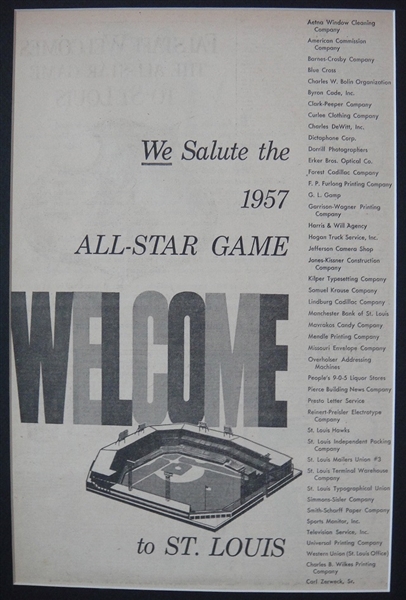 We Salute the
1957
ALL-STAR GAME
WELCOME
to ST. LOUIS
Aetna Window Cleaning
Company
American Commission
Company
Barnes-Crosby Company
Blue Cross
Charles W. Bolin Organization
Byron Cade, Inc.
Clark-Peeper Company
Curlee Clothing Company
Charles DeWitt, Inc.
Dictaphone Corp.
Dorrill Photographers
Erker Bros. Optical Co.
Forest Cadillac Company
F. P. Furlong Printing Company
G. L. Gamp
Garrison-Wagner Printing
Company
Harris & Will Agency
Hogan Truck Service, Inc.
Jefferson Camera Shop
Jones-Kisner Construction
Company
Kilper Typesetting Company
Samuel Krause Company
Lindburg Cadillac Company
Manchester Bank of St. Louis
Mavrakos Candy Company
Mendle Printing Company
Missouri Envelope Company
Overholser Addressing
Machines
People's 9-0-5 Liquor Stores
Pierce Building News Company
Presto Letter Service
Reinert-Preisler Electrotype
Company
St. Louis Hawks
St. Louis Independent Packing
Company
St. Louis Mailers Union #3
St. Louis Terminal Warehouse
Company
St. Louis Typographical Union
Simmons-Sisler Company
Smith-Scharff Paper Company
Sports Monitor, Inc.
Television Service, Inc.
Universal Printing Company
Western Union (St. Louis Office)
Charles B. Wilkes Printing
Company
Carl Zarwack, Sr.